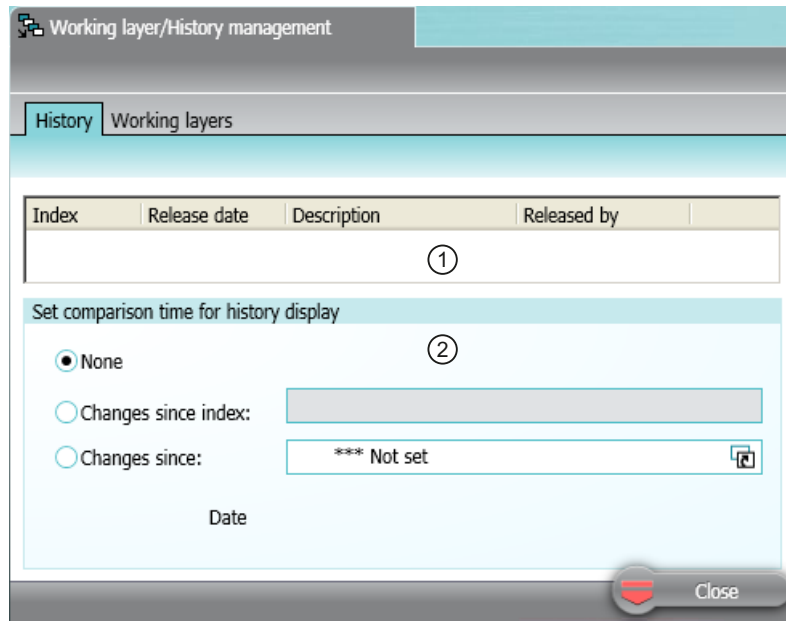 Working layer/History management
History Working layers
Index Release date Description Released by
①
Set comparison time for history display
②
None
Changes since index:
Changes since: *** Not set
Date
Close